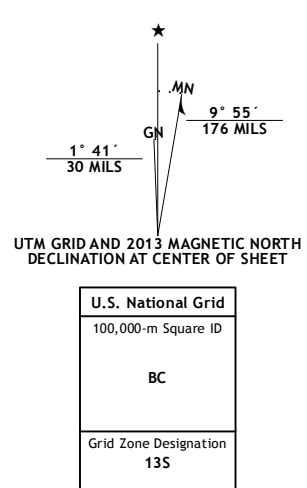 ★
MN
9° 55´
176 MILS
GN
1° 41´
30 MILS
UTM GRID AND 2013 MAGNETIC NORTH
DECLINATION AT CENTER OF SHEET
U.S. National Grid
100,000-m Square ID
BC
Grid Zone Designation
13S